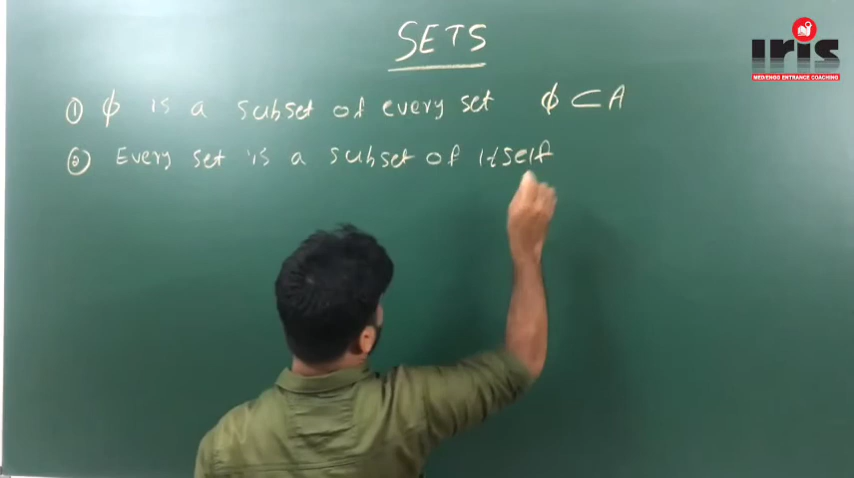 SETS
iris
MED/ENGG ENTRANCE COACHING
① ϕ is a subset of every set ϕ ⊂ A
② Every set is a subset of itself